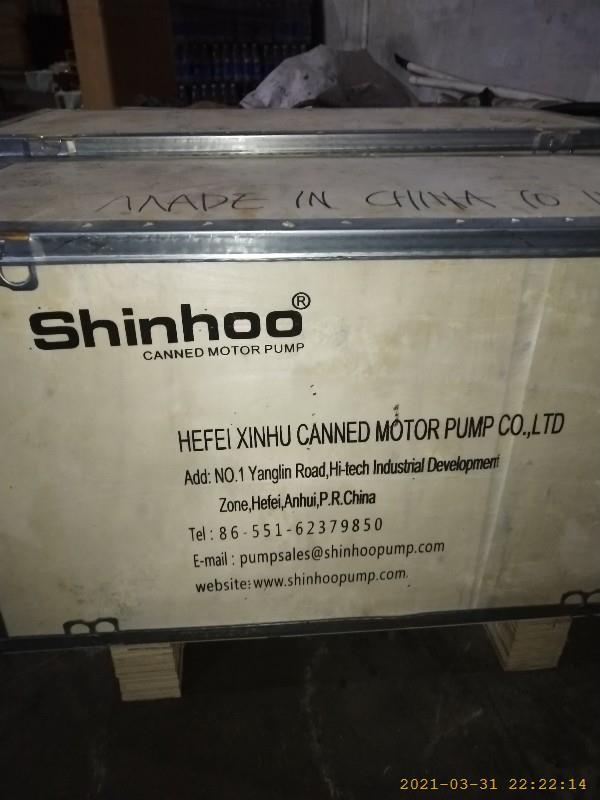 MADE IN CHINA TO
Shinhoo®
CANNED MOTOR PUMP
HEFEI XINHU CANNED MOTOR PUMP CO.,LTD
Add: NO.1 Yanglin Road,Hi-tech Industrial Development
Zone,Hefei,Anhui,P.R.China
Tel : 86-551-62379850
E-mail : pumpsales@shinhoopump.com
website:www.shinhoopump.com
2021-03-31 22:22:14